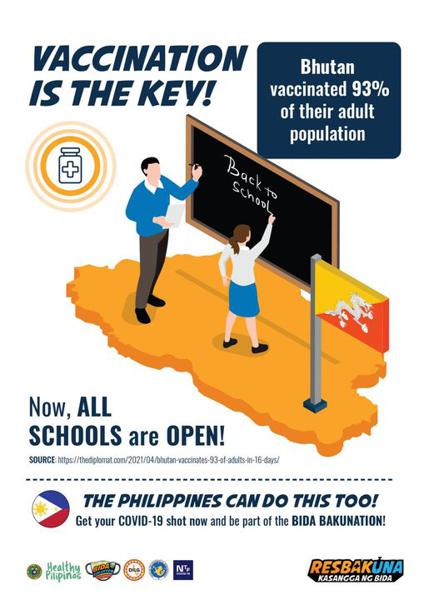 VACCINATION
IS THE KEY!
Bhutan
vaccinated 93%
of their adult
population
Back to
School
Now, ALL
SCHOOLS are OPEN!
SOURCE: https://thediplomat.com/2021/04/bhutan-vaccinates-93-of-adults-in-16-days/
THE PHILIPPINES CAN DO THIS TOO!
Get your COVID-19 shot now and be part of the BIDA BAKUNATION!
Healthy
Pilipinas
BIDA
DILG
NTF
RESBAKUNA
KASANGGA NG BIDA